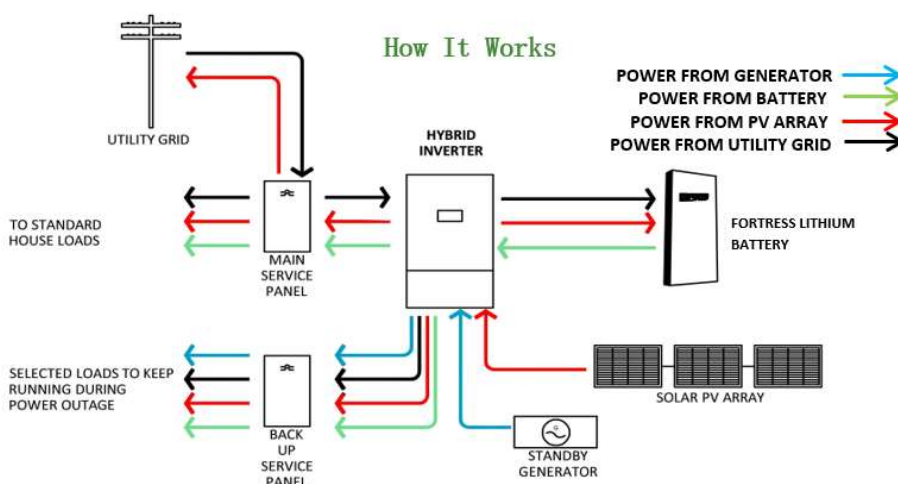 How It Works
POWER FROM GENERATOR
POWER FROM BATTERY
POWER FROM PV ARRAY
POWER FROM UTILITY GRID
UTILITY GRID
HYBRID
INVERTER
TO STANDARD
HOUSE LOADS
MAIN
SERVICE
PANEL
FORTRESS LITHIUM
BATTERY
SELECTED LOADS TO KEEP
RUNNING DURING
POWER OUTAGE
BACK
UP
SERVICE
PANEL
SOLAR PV ARRAY
G
STANDBY
GENERATOR